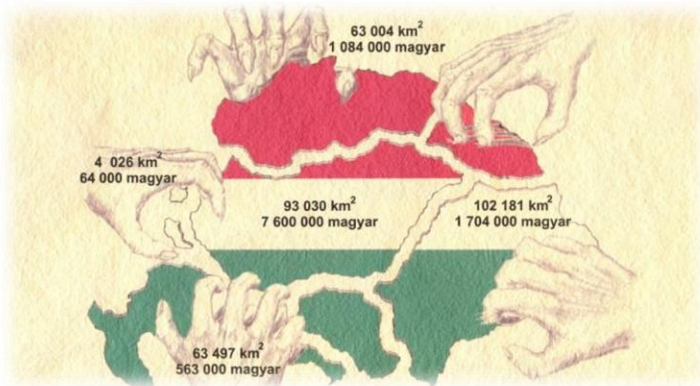 63 004 km²
1 084 000 magyar
4 026 km²
64 000 magyar
93 030 km²
7 600 000 magyar
102 181 km²
1 704 000 magyar
63 497 km²
563 000 magyar